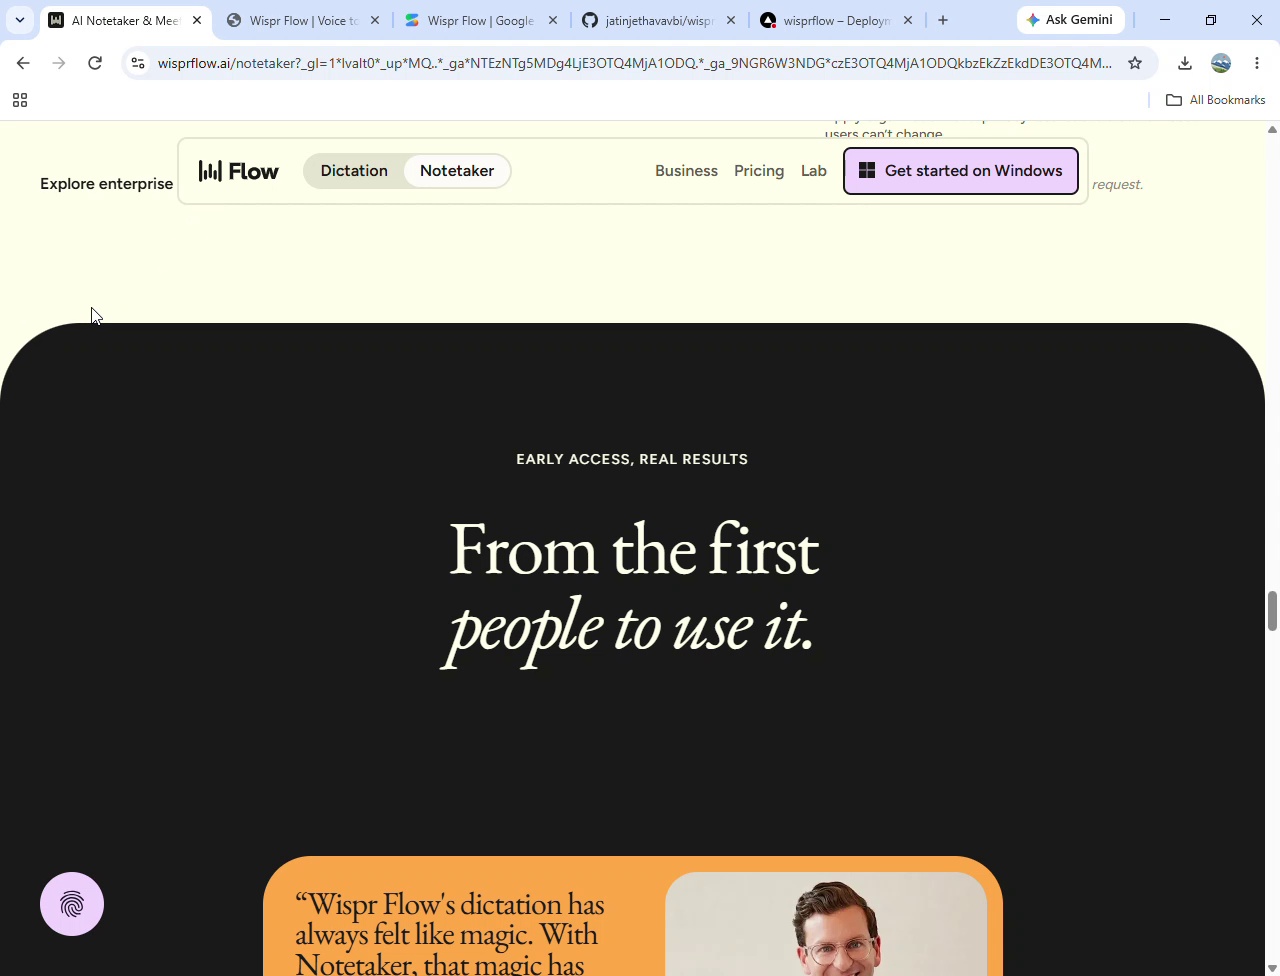 AI Notetaker & Mee
Wispr Flow | Voice to
Wispr Flow | Google
jatinjethavavbi/wispr
wisprflow – Deploym
Ask Gemini
wisprflow.ai/notetaker?_gl=1*lvalt0*_up*MQ..*_ga*NTEzNTg5MDg4LjE3OTQ4MjA1ODQ.*_ga_9NGR6W3NDG*czE3OTQ4MjA1ODQkbzEkZzEkdDE3OTQ4M...
All Bookmarks
users can't change
Flow
Dictation
Notetaker
Business
Pricing
Lab
Get started on Windows
Explore enterprise
request.
EARLY ACCESS, REAL RESULTS
From the first
people to use it.
“Wispr Flow's dictation has
always felt like magic. With
Notetaker, that magic has